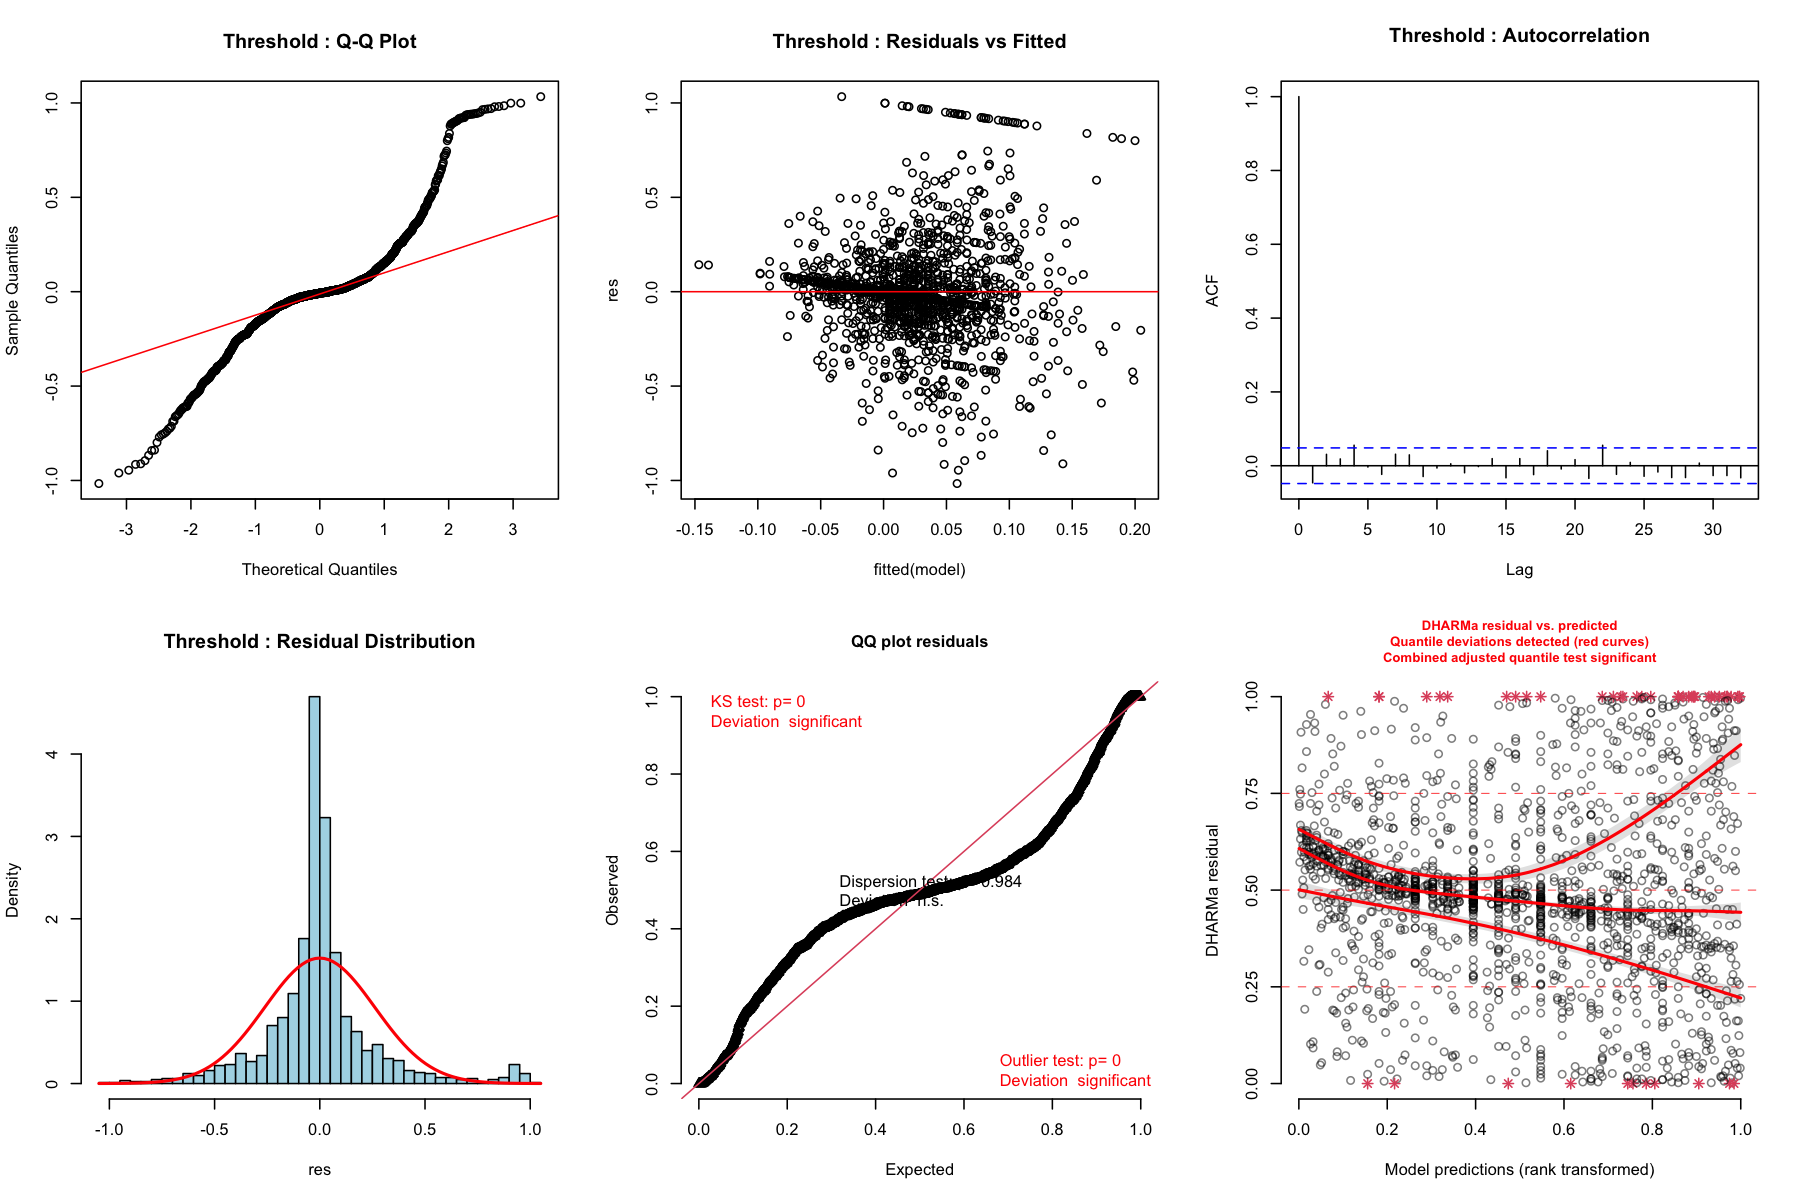 Threshold : Q-Q Plot
Sample Quantiles
1.0
0.5
0.0
-0.5
-1.0
-3 -2 -1 0 1 2 3
Theoretical Quantiles
Threshold : Residuals vs Fitted
res
1.0
0.5
0.0
-0.5
-1.0
-0.15 -0.10 -0.05 0.00 0.05 0.10 0.15 0.20
fitted(model)
Threshold : Autocorrelation
ACF
1.0
0.8
0.6
0.4
0.2
0.0
0 5 10 15 20 25 30
Lag
Threshold : Residual Distribution
Density
4
3
2
1
0
-1.0 -0.5 0.0 0.5 1.0
res
QQ plot residuals
KS test: p= 0
Deviation significant
Observed
1.0
0.8
0.6
0.4
0.2
0.0
Dispersion test: 0.984
n.s.
Outlier test: p= 0
Deviation significant
0.0 0.2 0.4 0.6 0.8 1.0
Expected
DHARMa residual vs. predicted
Quantile deviations detected (red curves)
Combined adjusted quantile test significant
DHARMa residual
1.00
0.75
0.50
0.25
0.00
0.0 0.2 0.4 0.6 0.8 1.0
Model predictions (rank transformed)